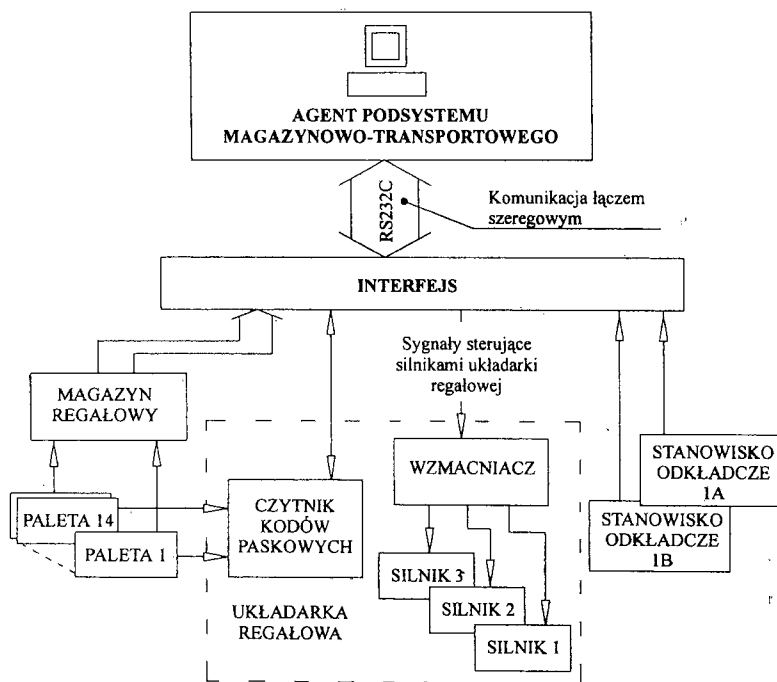 AGENT PODSYSTEMU
MAGAZYNOWO-TRANSPORTOWEGO
RS232C
Komunikacja łączem
szeregowym
INTERFEJS
Sygnały sterujące
silnikami układarki
regałowej
MAGAZYN
REGAŁOWY
WZMACNIACZ
STANOWISKO
ODKŁADCZE
1A
CZYTNIK
KODÓW
PASKOWYCH
PALETA 14
PALETA 1
STANOWISKO
ODKŁADCZE
1B
SILNIK 3
SILNIK 2
SILNIK 1
UKŁADARKA
REGAŁOWA